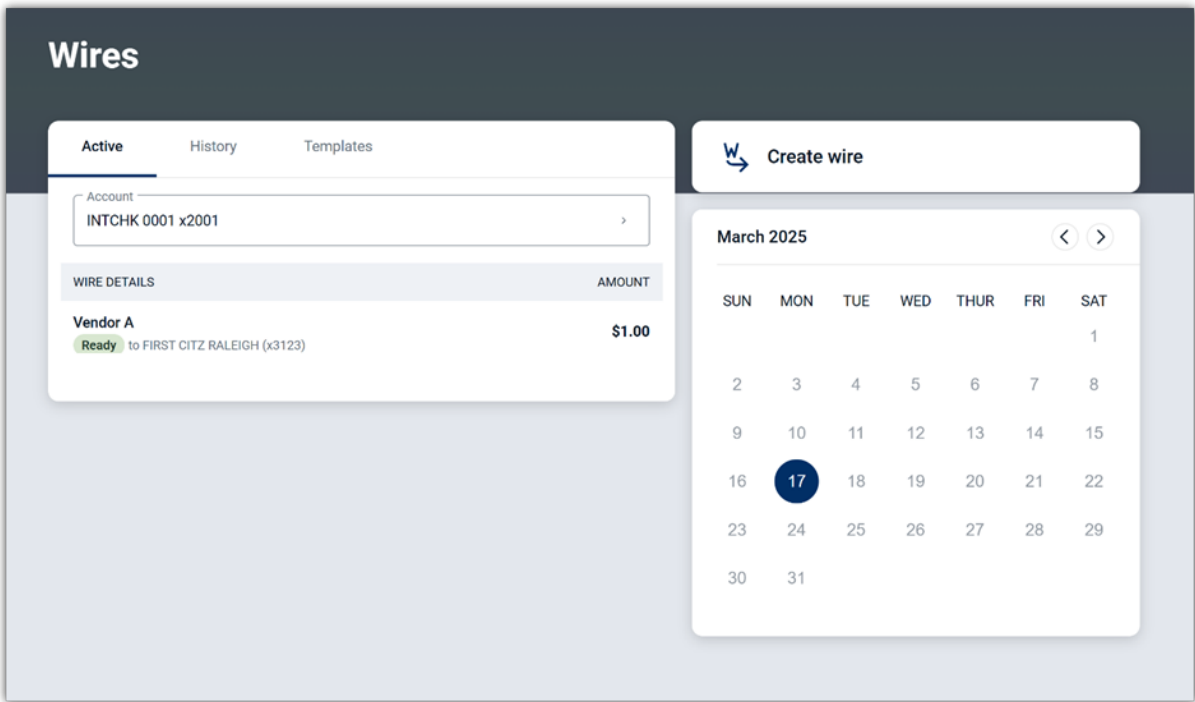 Wires
Active History Templates
Account
INTCHK 0001 x2001
WIRE DETAILS AMOUNT
Vendor A
$1.00
Ready to FIRST CITZ RALEIGH (x3123)
W
Create wire
March 2025
SUN MON TUE WED THUR FRI SAT
1
2 3 4 5 6 7 8
9 10 11 12 13 14 15
16 17 18 19 20 21 22
23 24 25 26 27 28 29
30 31